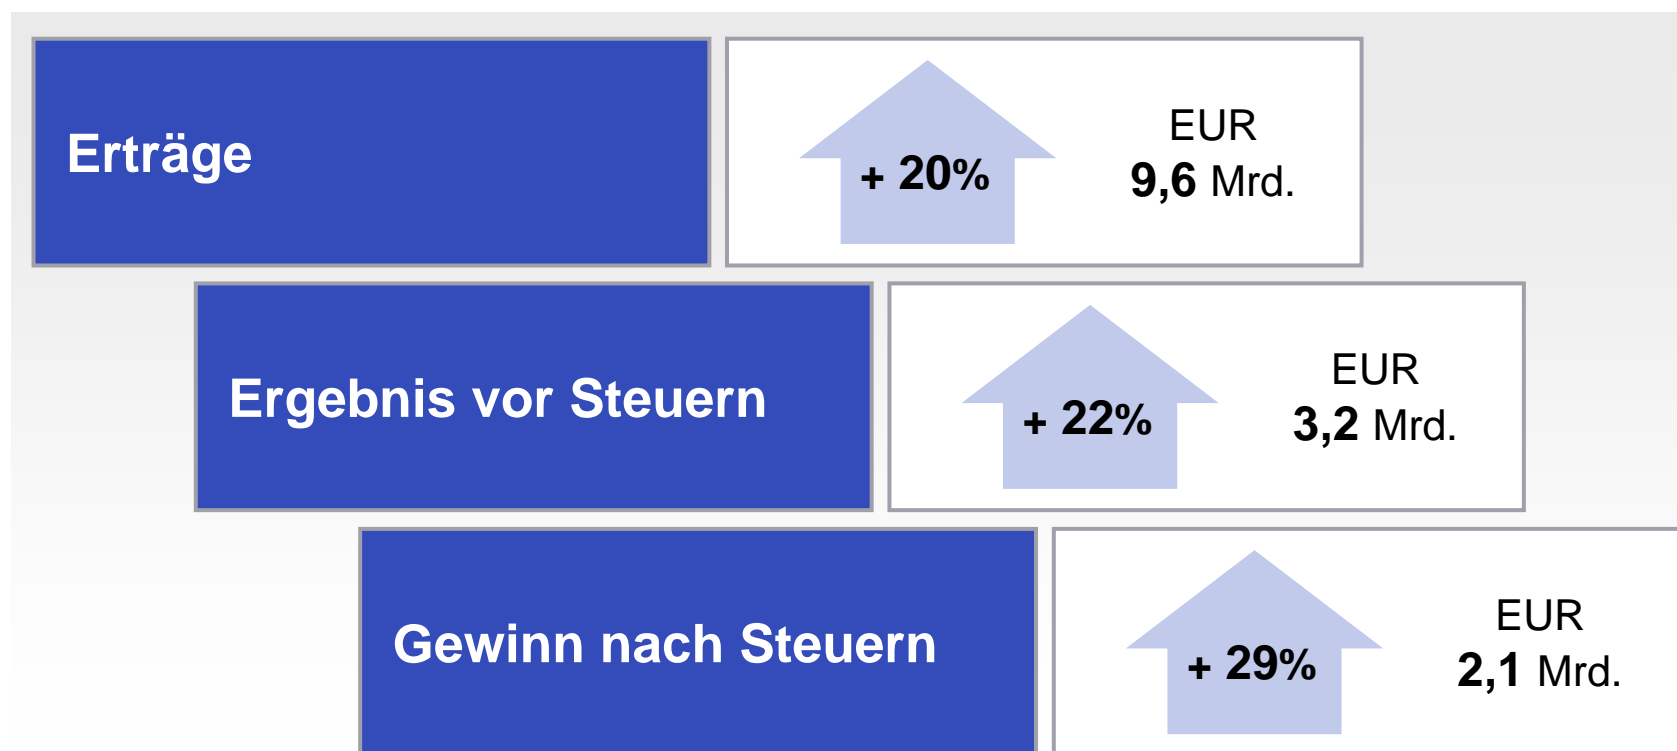 Erträge
+ 20%
EUR
9,6 Mrd.
Ergebnis vor Steuern
+ 22%
EUR
3,2 Mrd.
Gewinn nach Steuern
+ 29%
EUR
2,1 Mrd.